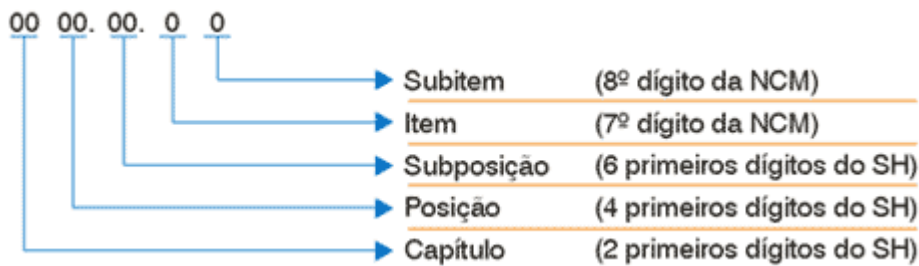 00 00. 00. 0 0
Subitem (8º dígito da NCM)
Item (7º dígito da NCM)
Subposição (6 primeiros dígitos do SH)
Posição (4 primeiros dígitos do SH)
Capítulo (2 primeiros dígitos do SH)